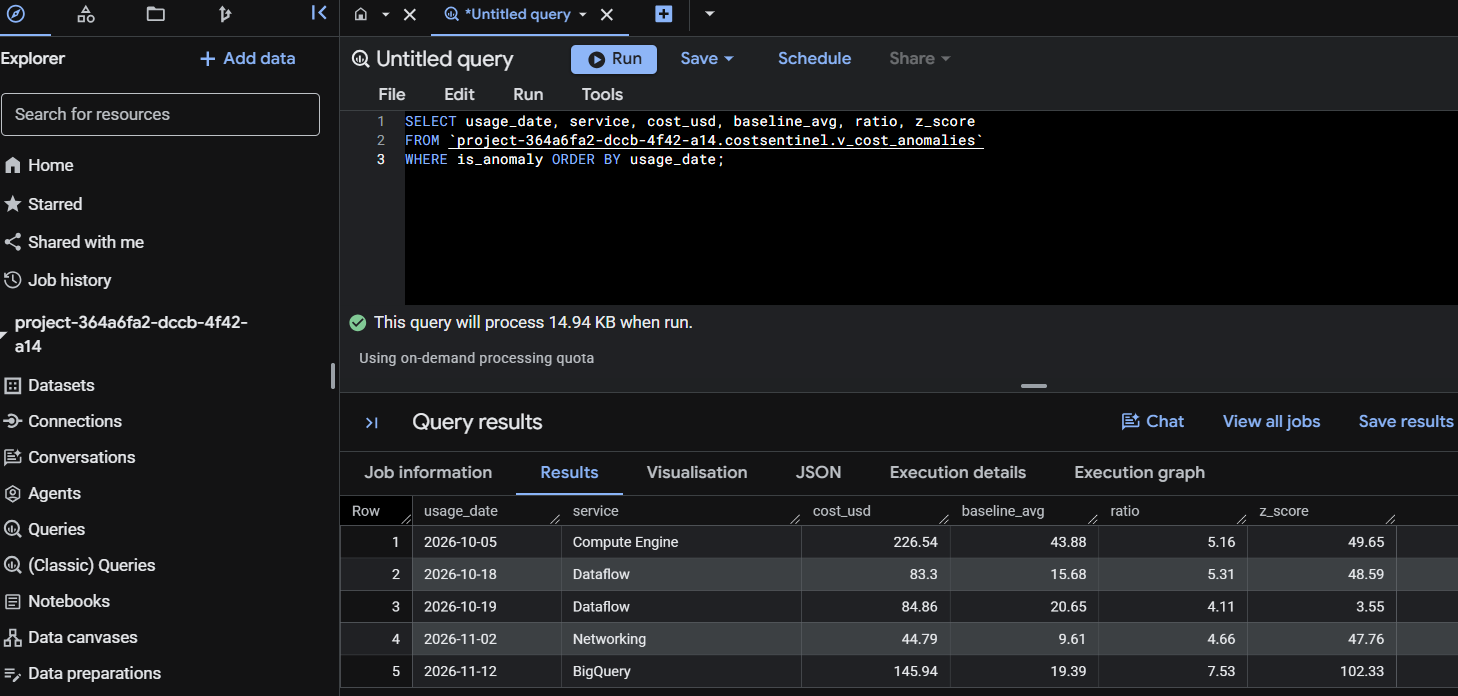 *Untitled query
Explorer
+ Add data
Untitled query
Run
Save
Schedule
Share
Search for resources
File Edit Run Tools
1 SELECT usage_date, service, cost_usd, baseline_avg, ratio, z_score
2 FROM `project-364a6fa2-dccb-4f42-a14.costsentinel.v_cost_anomalies`
3 WHERE is_anomaly ORDER BY usage_date;
Home
Starred
Shared with me
Job history
project-364a6fa2-dccb-4f42-
a14
Datasets
Connections
Conversations
Agents
Queries
(Classic) Queries
Notebooks
Data canvases
Data preparations
This query will process 14.94 KB when run.
Using on-demand processing quota
Query results
Chat
View all jobs
Save results
Job information Results Visualisation JSON Execution details Execution graph
Row usage_date service cost_usd baseline_avg ratio z_score
1 2026-10-05 Compute Engine 226.54 43.88 5.16 49.65
2 2026-10-18 Dataflow 83.3 15.68 5.31 48.59
3 2026-10-19 Dataflow 84.86 20.65 4.11 3.55
4 2026-11-02 Networking 44.79 9.61 4.66 47.76
5 2026-11-12 BigQuery 145.94 19.39 7.53 102.33